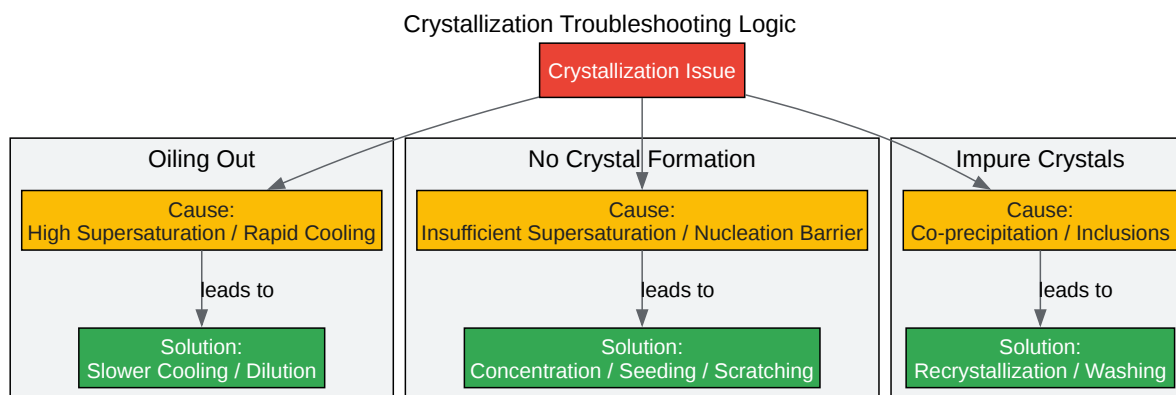 Crystallization Troubleshooting Logic
Crystallization Issue
Oiling Out
Cause:
High Supersaturation / Rapid Cooling
leads to
Solution:
Slower Cooling / Dilution
No Crystal Formation
Cause:
Insufficient Supersaturation / Nucleation Barrier
leads to
Solution:
Concentration / Seeding / Scratching
Impure Crystals
Cause:
Co-precipitation / Inclusions
leads to
Solution:
Recrystallization / Washing